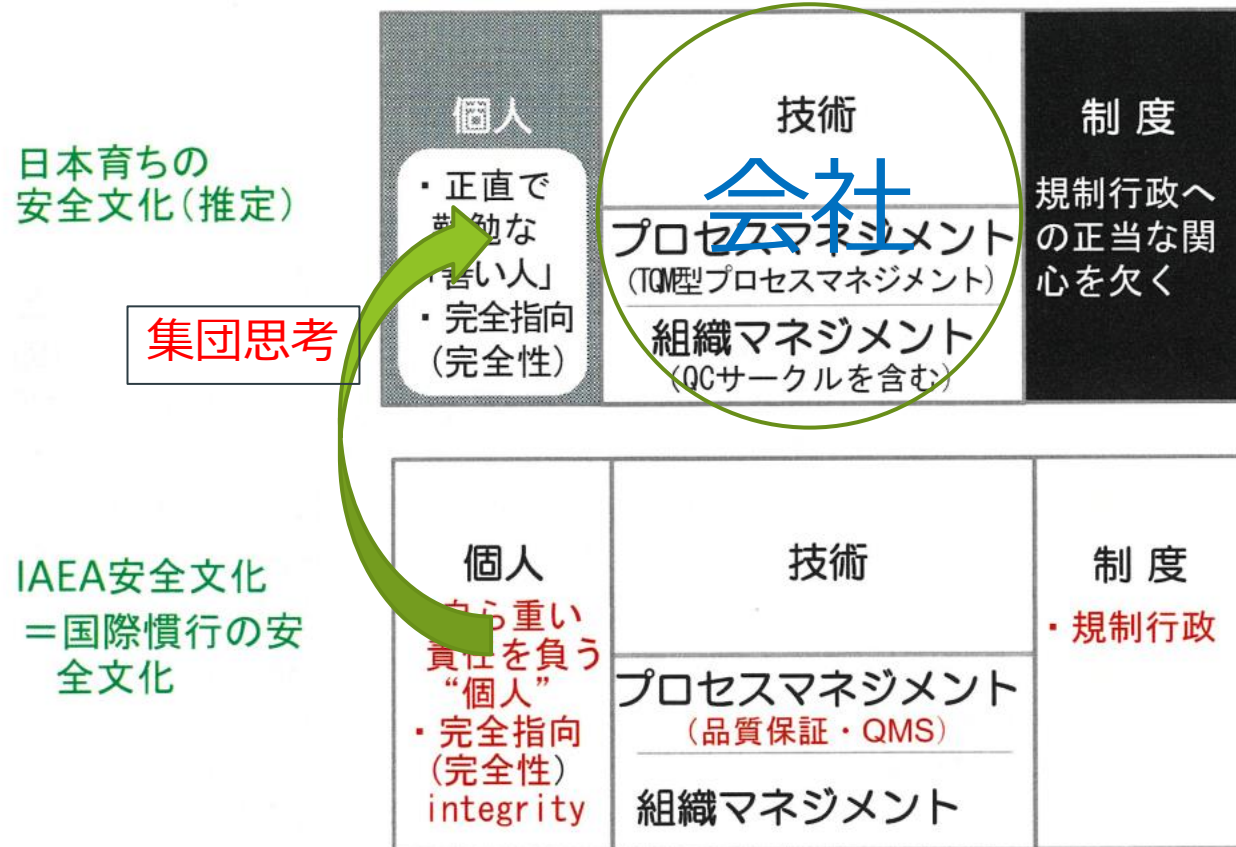 日本育ちの
安全文化(推定)
個人
・正直で
勉な
「善い人」
・完全指向
(完全性)
技術
会社
プロセスマネジメント
(TQM型プロセスマネジメント)
組織マネジメント
(QCサークルを含む)
制 度
規制行政へ
の正当な関
心を欠く
集団思考
IAEA安全文化
=国際慣行の安
全文化
個人
自ら重い
責任を負う
“個人”
・完全指向
(完全性)
integrity
技術
プロセスマネジメント
(品質保証・QMS)
組織マネジメント
制 度
・規制行政